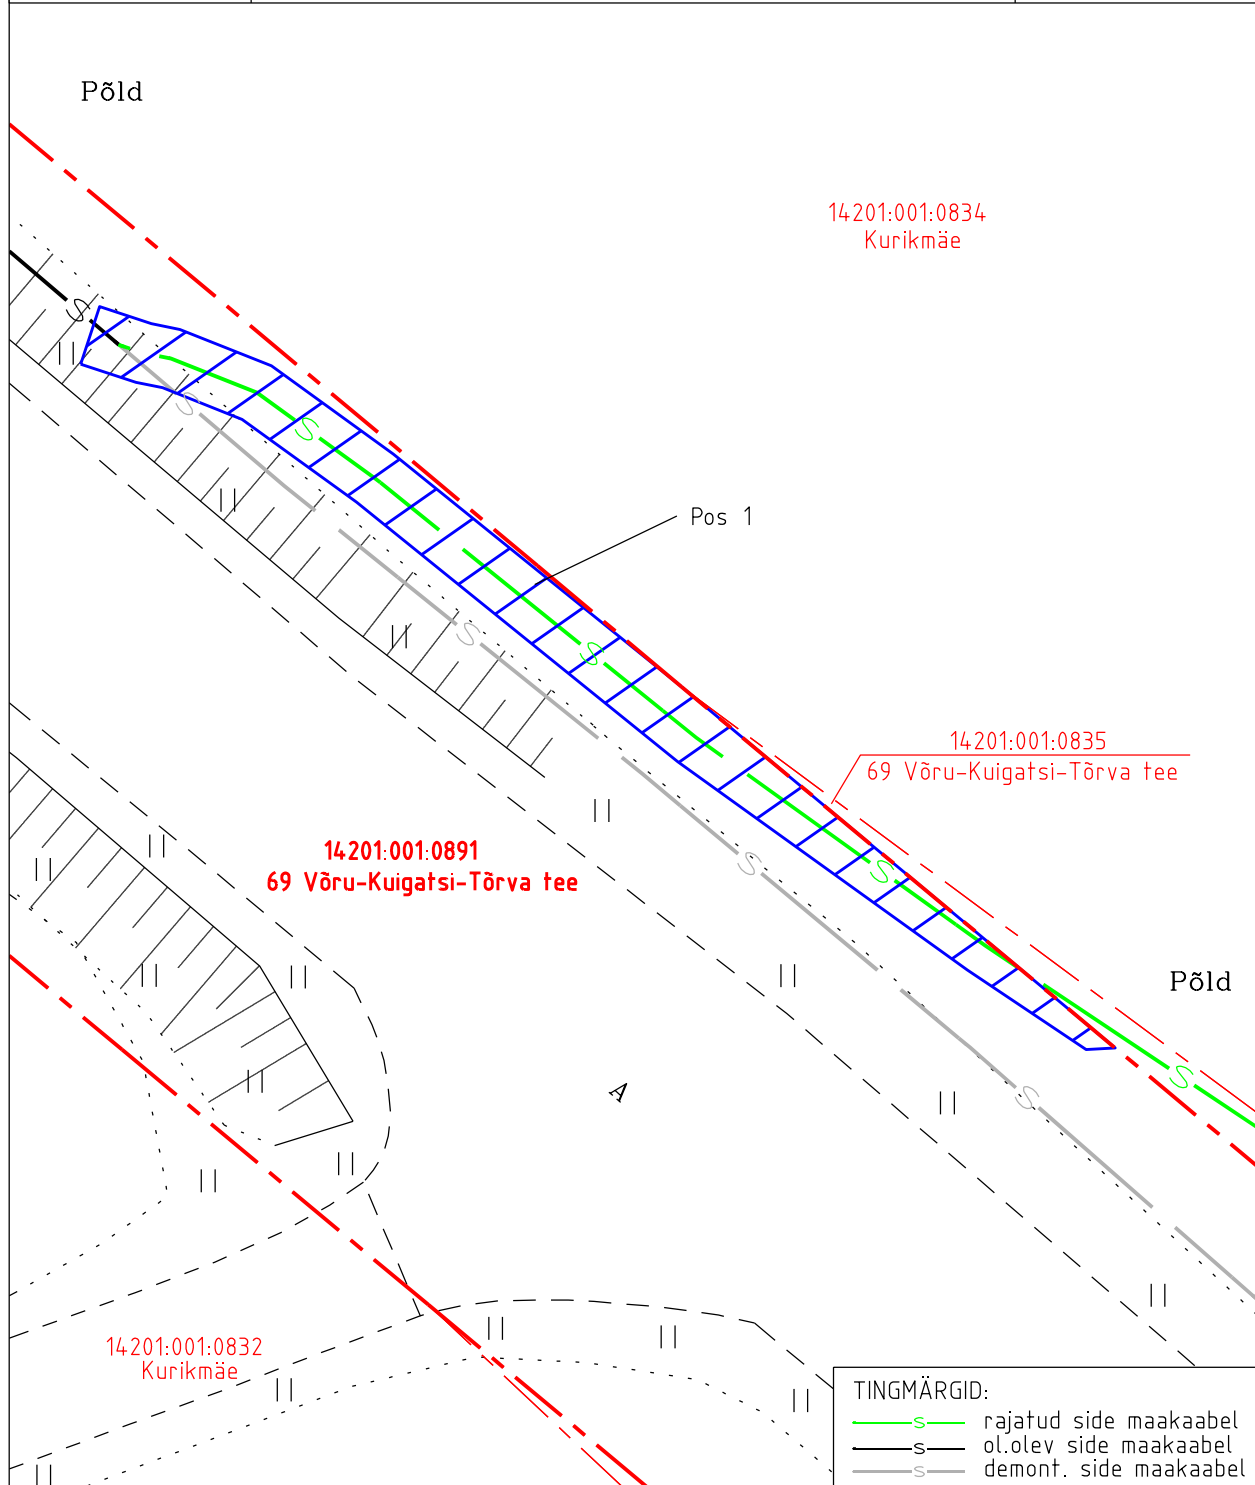 Põld
14201:001:0834
Kurikmäe
S
S
S
Pos 1
S
S
14201:001:0835
69 Võru-Kuigatsi-Tõrva tee
14201:001:0891
69 Võru-Kuigatsi-Tõrva tee
S
S
Põld
S
A
S
14201:001:0832
Kurikmäe
TINGMÄRGID:
S rajatud side maakaabel
S ol.olev side maakaabel
S demont. side maakaabel